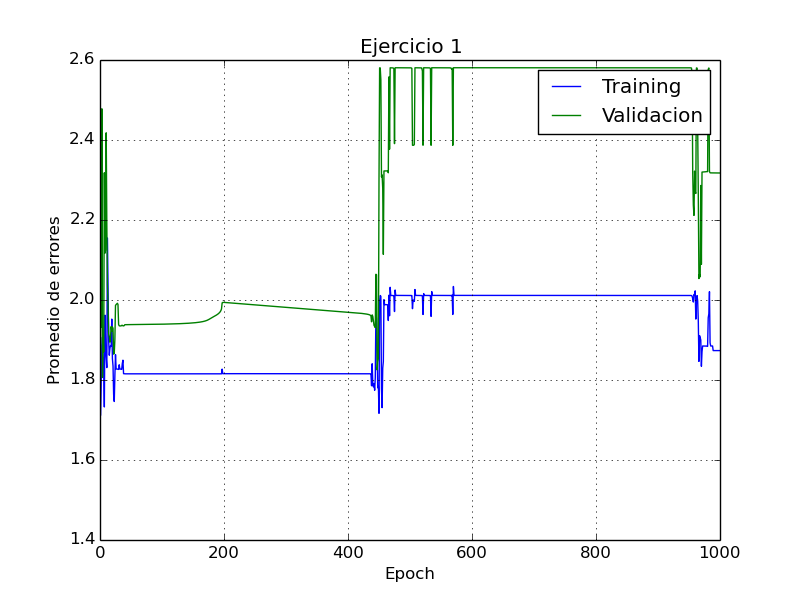 Ejercicio 1
2.6
2.4
2.2
2.0
1.8
1.6
1.4
Promedio de errores
Training
Validacion
0
200
400
600
800
1000
Epoch